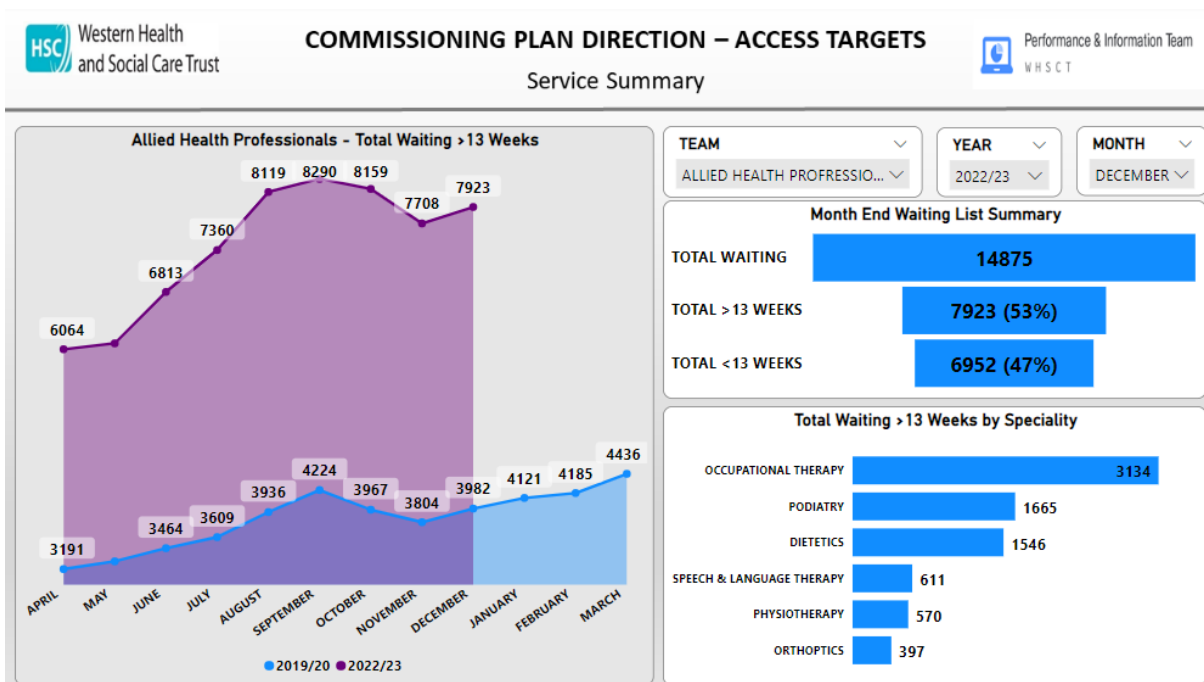 HSC
Western Health
and Social Care Trust
COMMISSIONING PLAN DIRECTION – ACCESS TARGETS
Service Summary
Performance & Information Team
WHSCT
Allied Health Professionals - Total Waiting >13 Weeks
8119
8290
8159
7708
7923
7360
6813
6064
3191
3464
3609
3936
4224
3967
3804
3982
4121
4185
4436
APRIL
MAY
JUNE
JULY
AUGUST
SEPTEMBER
OCTOBER
NOVEMBER
DECEMBER
JANUARY
FEBRUARY
MARCH
2019/20 2022/23
TEAM
ALLIED HEALTH PROFRESSIO...
YEAR
2022/23
MONTH
DECEMBER
Month End Waiting List Summary
TOTAL WAITING 14875
TOTAL >13 WEEKS 7923 (53%)
TOTAL <13 WEEKS 6952 (47%)
Total Waiting >13 Weeks by Speciality
OCCUPATIONAL THERAPY 3134
PODIATRY 1665
DIETETICS 1546
SPEECH & LANGUAGE THERAPY 611
PHYSIOTHERAPY 570
ORTHOPTICS 397